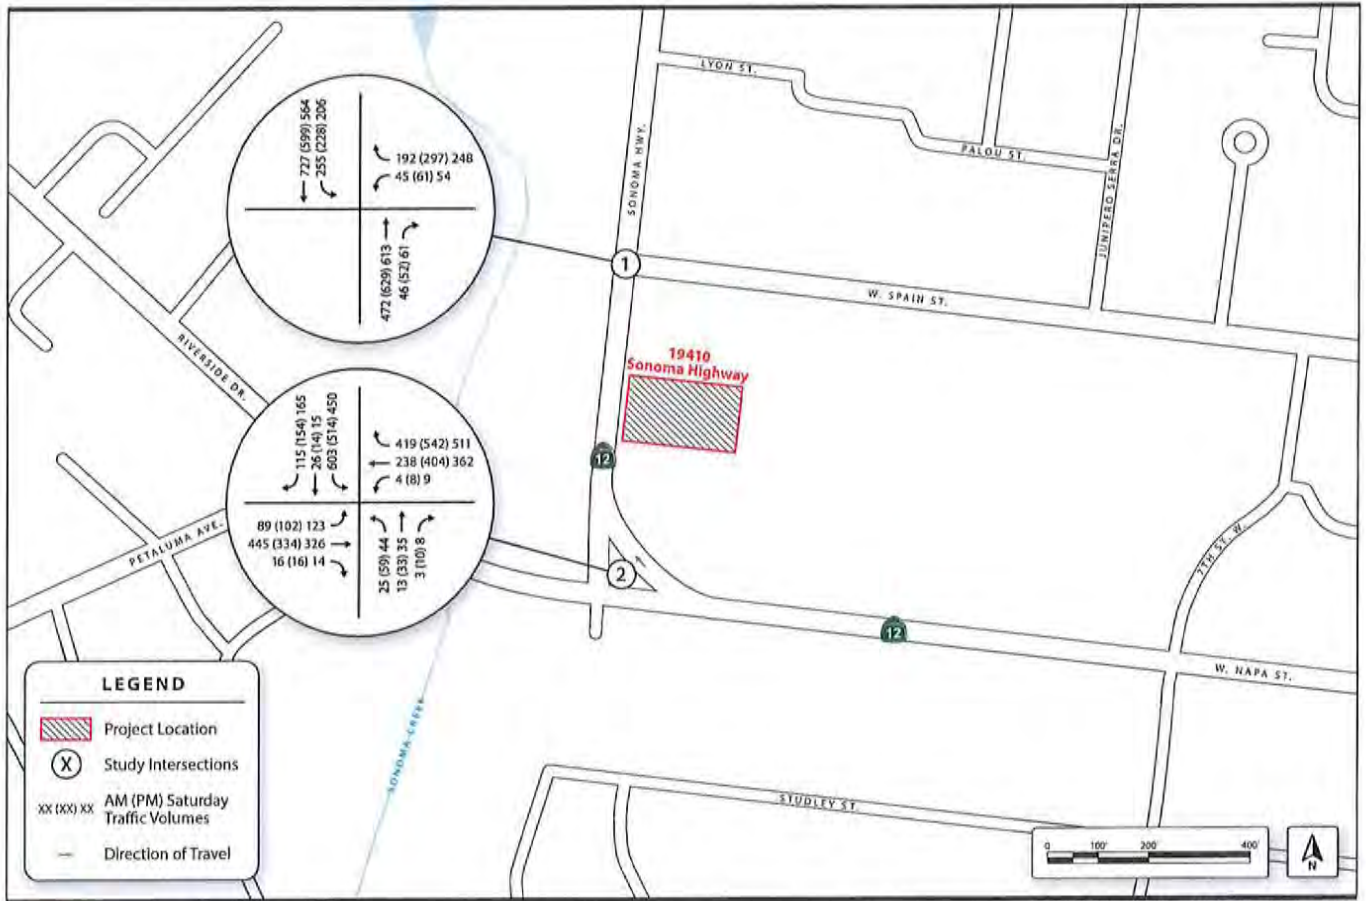 LYON ST.
PALOU ST.
JUNIPERO SERRA DR.
SONOMA HWY.
727 (599) 564
255 (228) 206
192 (297) 248
45 (61) 54
472 (629) 613
46 (52) 61
1
W. SPAIN ST.
RIVERSIDE DR.
19410
Sonoma Highway
115 (154) 165
26 (14) 15
603 (514) 450
419 (542) 511
238 (404) 362
4 (8) 9
89 (102) 123
445 (334) 326
16 (16) 14
25 (59) 44
13 (33) 35
3 (10) 8
12
PETALUMA AVE.
7TH ST. W.
2
12
W. NAPA ST.
SONOMA CREEK
STUDLEY ST.
LEGEND
Project Location
X Study Intersections
XX (XX) XX AM (PM) Saturday
Traffic Volumes
Direction of Travel
0 100' 200 400
N